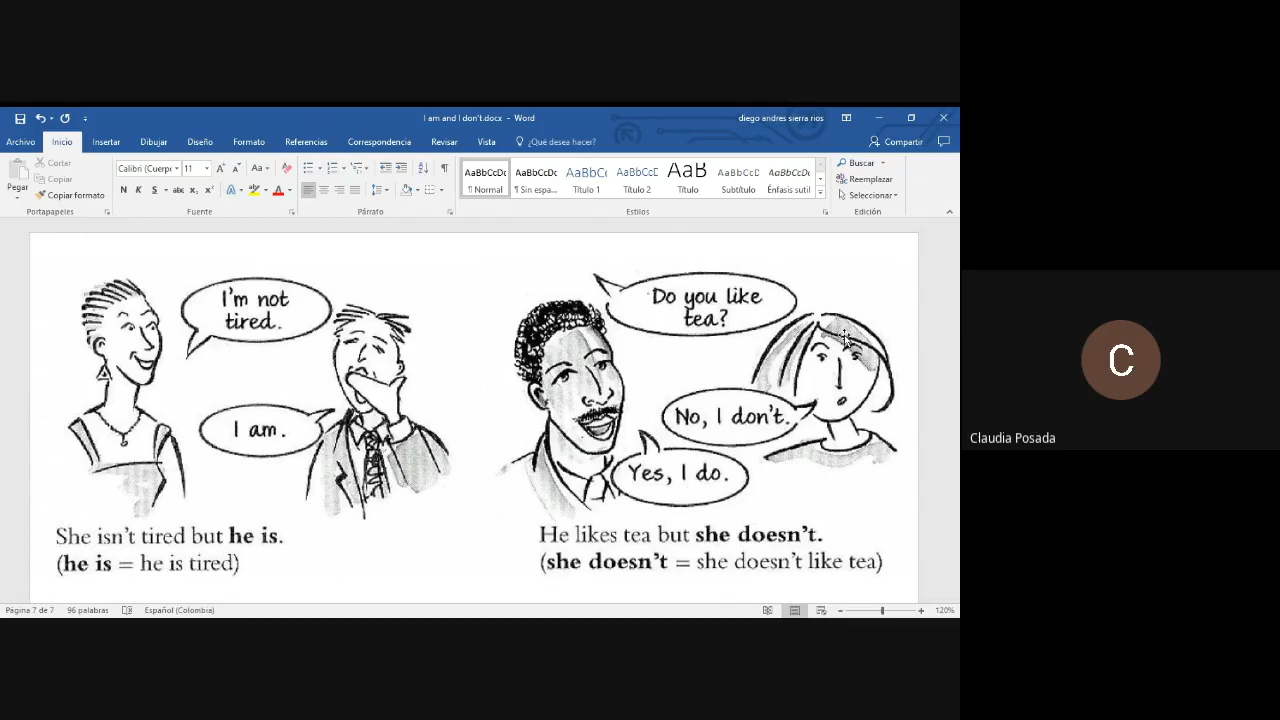 I am and I don't.docx - Word
diego andres sierra rios
Archivo Inicio Insertar Dibujar Diseño Formato Referencias Correspondencia Revisar Vista ¿Qué desea hacer? Compartir
Pegar
Cortar
Copiar
Copiar formato
Portapapeles
Calibri (Cuerpo 11
Aa
N K S abc x₂ x²
Fuente
Párrafo
AaBbCcDc AaBbCcDc AaBbCc AaBbCcD AaB AaBbCcD AaBbCcDc
¶ Normal ¶ Sin espa... Título 1 Título 2 Título Subtítulo Énfasis sutil
Estilos
Buscar
Reemplazar
Seleccionar
Edición
I'm not
tired.
I am.
She isn't tired but he is.
(he is = he is tired)
Do you like
tea?
No, I don't.
Yes, I do.
He likes tea but she doesn't.
(she doesn't = she doesn't like tea)
Página 7 de 7 96 palabras Español (Colombia) 120%
C
Claudia Posada